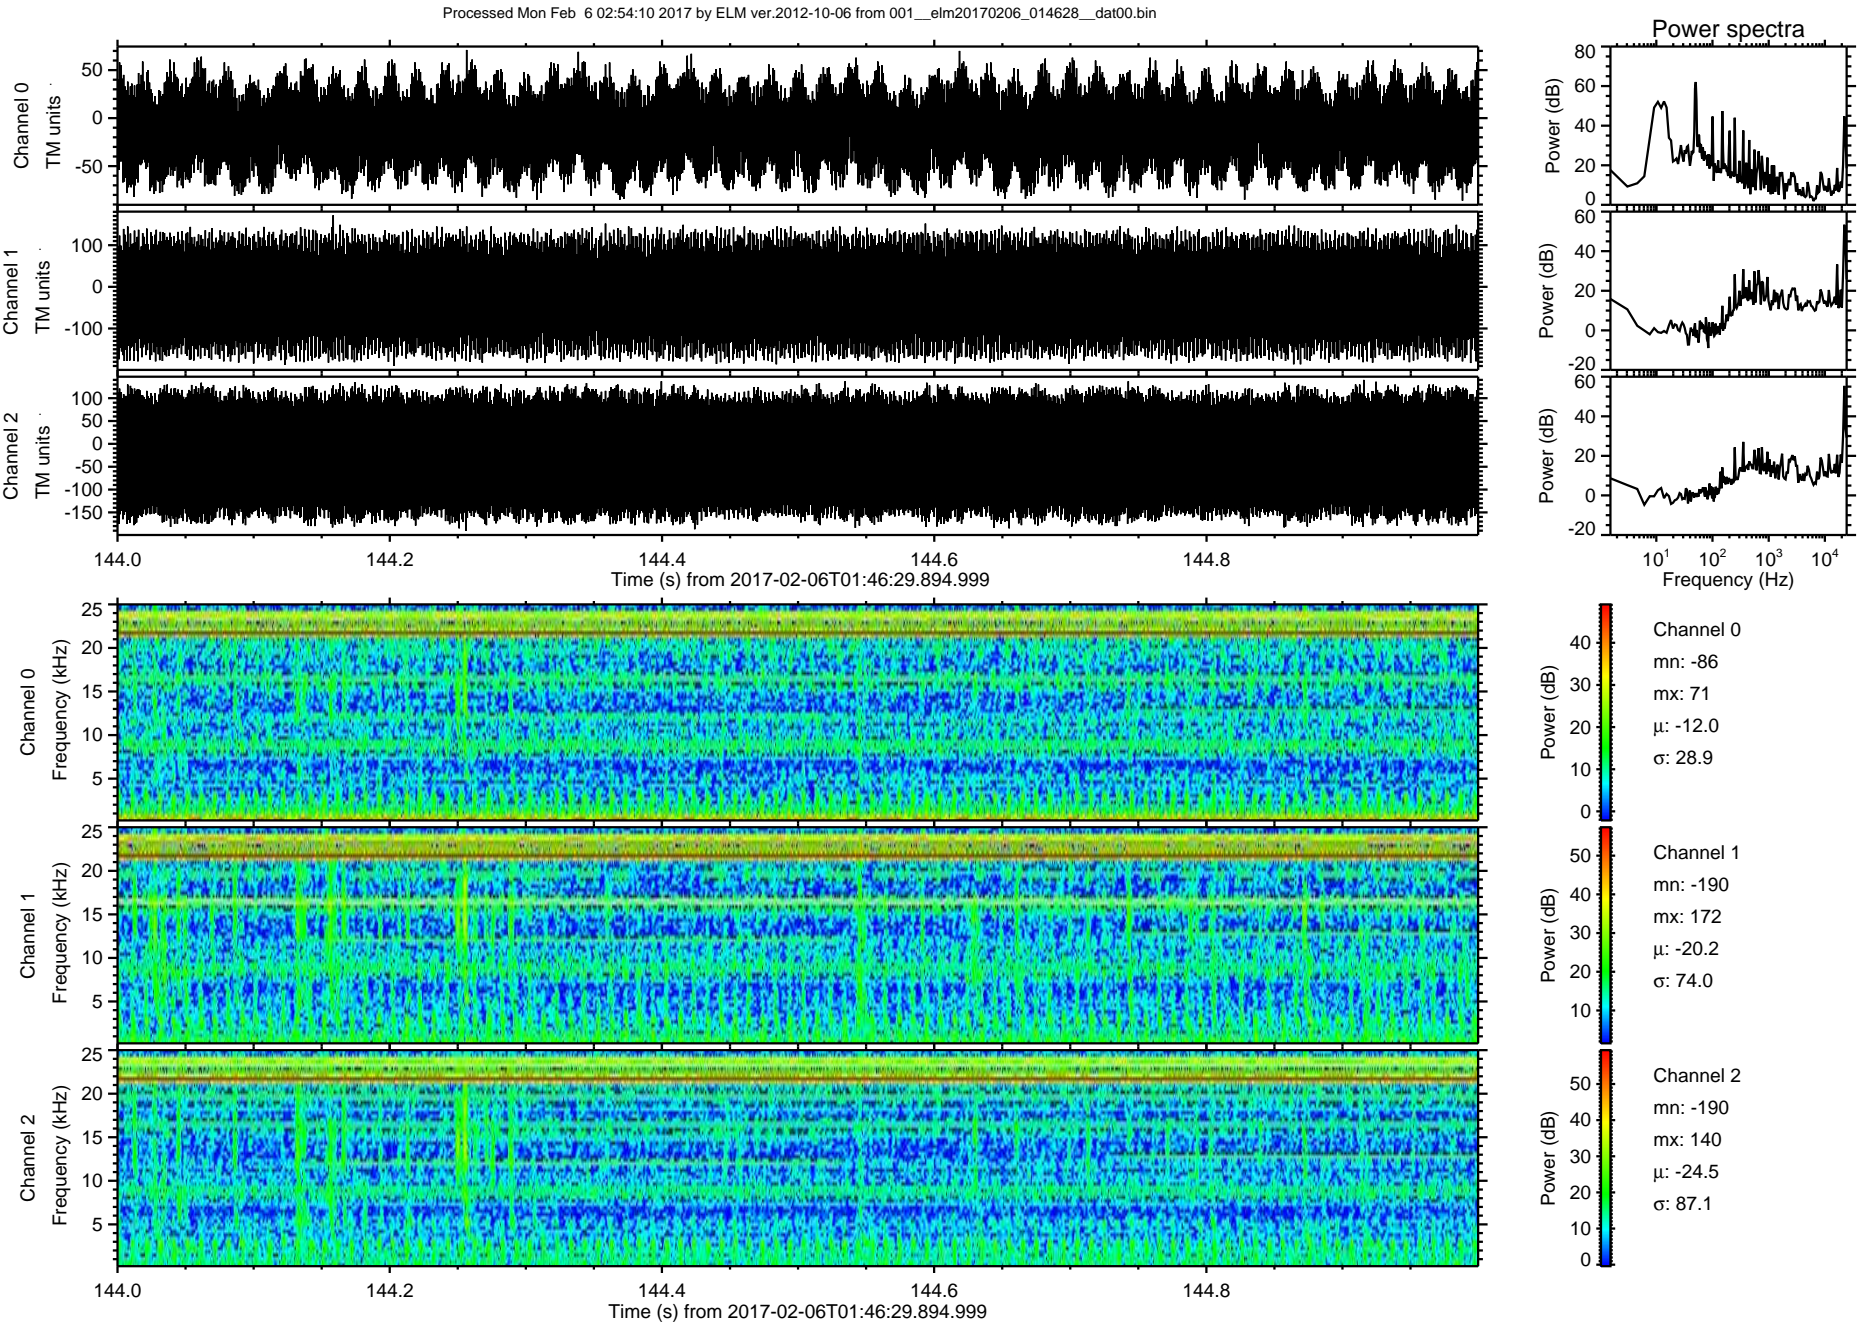 Processed Mon Feb  6 02:54:10 2017 by ELM ver.2012-10-06 from 001__elm20170206_014628__dat00.bin
Power spectra
Channel 0
TM units
50
0
-50
Power (dB)
80
60
40
20
0
Channel 1
TM units
100
0
-100
Power (dB)
60
40
20
0
-20
Channel 2
TM units
100
50
0
-50
-100
-150
Power (dB)
60
40
20
0
-20
144.0
144.2
144.4
144.6
144.8
Time (s) from 2017-02-06T01:46:29.894.999
10¹
10²
10³
10⁴
Frequency (Hz)
Channel 0
Frequency (kHz)
25
20
15
10
5
Power (dB)
40
30
20
10
0
Channel 0
mn: -86
mx: 71
µ: -12.0
σ: 28.9
Channel 1
Frequency (kHz)
25
20
15
10
5
Power (dB)
50
40
30
20
10
Channel 1
mn: -190
mx: 172
µ: -20.2
σ: 74.0
Channel 2
Frequency (kHz)
25
20
15
10
5
Power (dB)
50
40
30
20
10
0
Channel 2
mn: -190
mx: 140
µ: -24.5
σ: 87.1
144.0
144.2
144.4
144.6
144.8
Time (s) from 2017-02-06T01:46:29.894.999